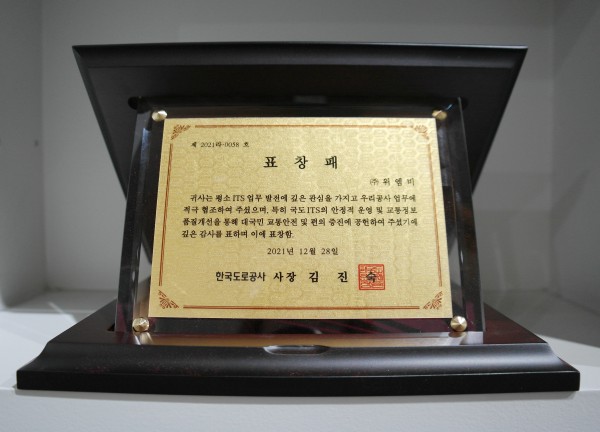 제 2021라-0058 호
표 창 패
㈜ 위 엠 비
귀사는 평소 ITS 업무 발전에 깊은 관심을 가지고 우리공사 업무에
적극 협조하여 주셨으며, 특히 국도ITS의 안정적 운영 및 교통정보
품질개선을 통해 대국민 교통안전 및 편의 증진에 공헌하여 주셨기에
깊은 감사를 표하며 이에 표창함.
2021년 12월 28일
한국도로공사 사장 김 진 숙